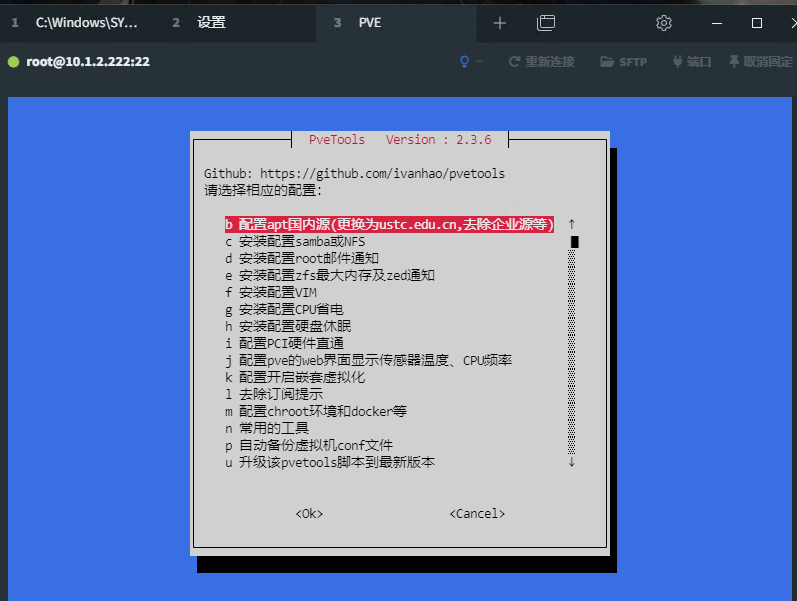 1 C:\Windows\SY... 2 设置 3 PVE
root@10.1.2.222:22 重新连接 SFTP 端口 取消固定
PveTools Version : 2.3.6
Github: https://github.com/ivanhao/pvetools
请选择相应的配置:
b 配置apt国内源(更换为ustc.edu.cn,去除企业源等)
c 安装配置samba或NFS
d 安装配置root邮件通知
e 安装配置zfs最大内存及zed通知
f 安装配置VIM
g 安装配置CPU省电
h 安装配置硬盘休眠
i 配置PCI硬件直通
j 配置pve的web界面显示传感器温度、CPU频率
k 配置开启嵌套虚拟化
l 去除订阅提示
m 配置chroot环境和docker等
n 常用的工具
p 自动备份虚拟机conf文件
u 升级该pvetools脚本到最新版本
<Ok> <Cancel>